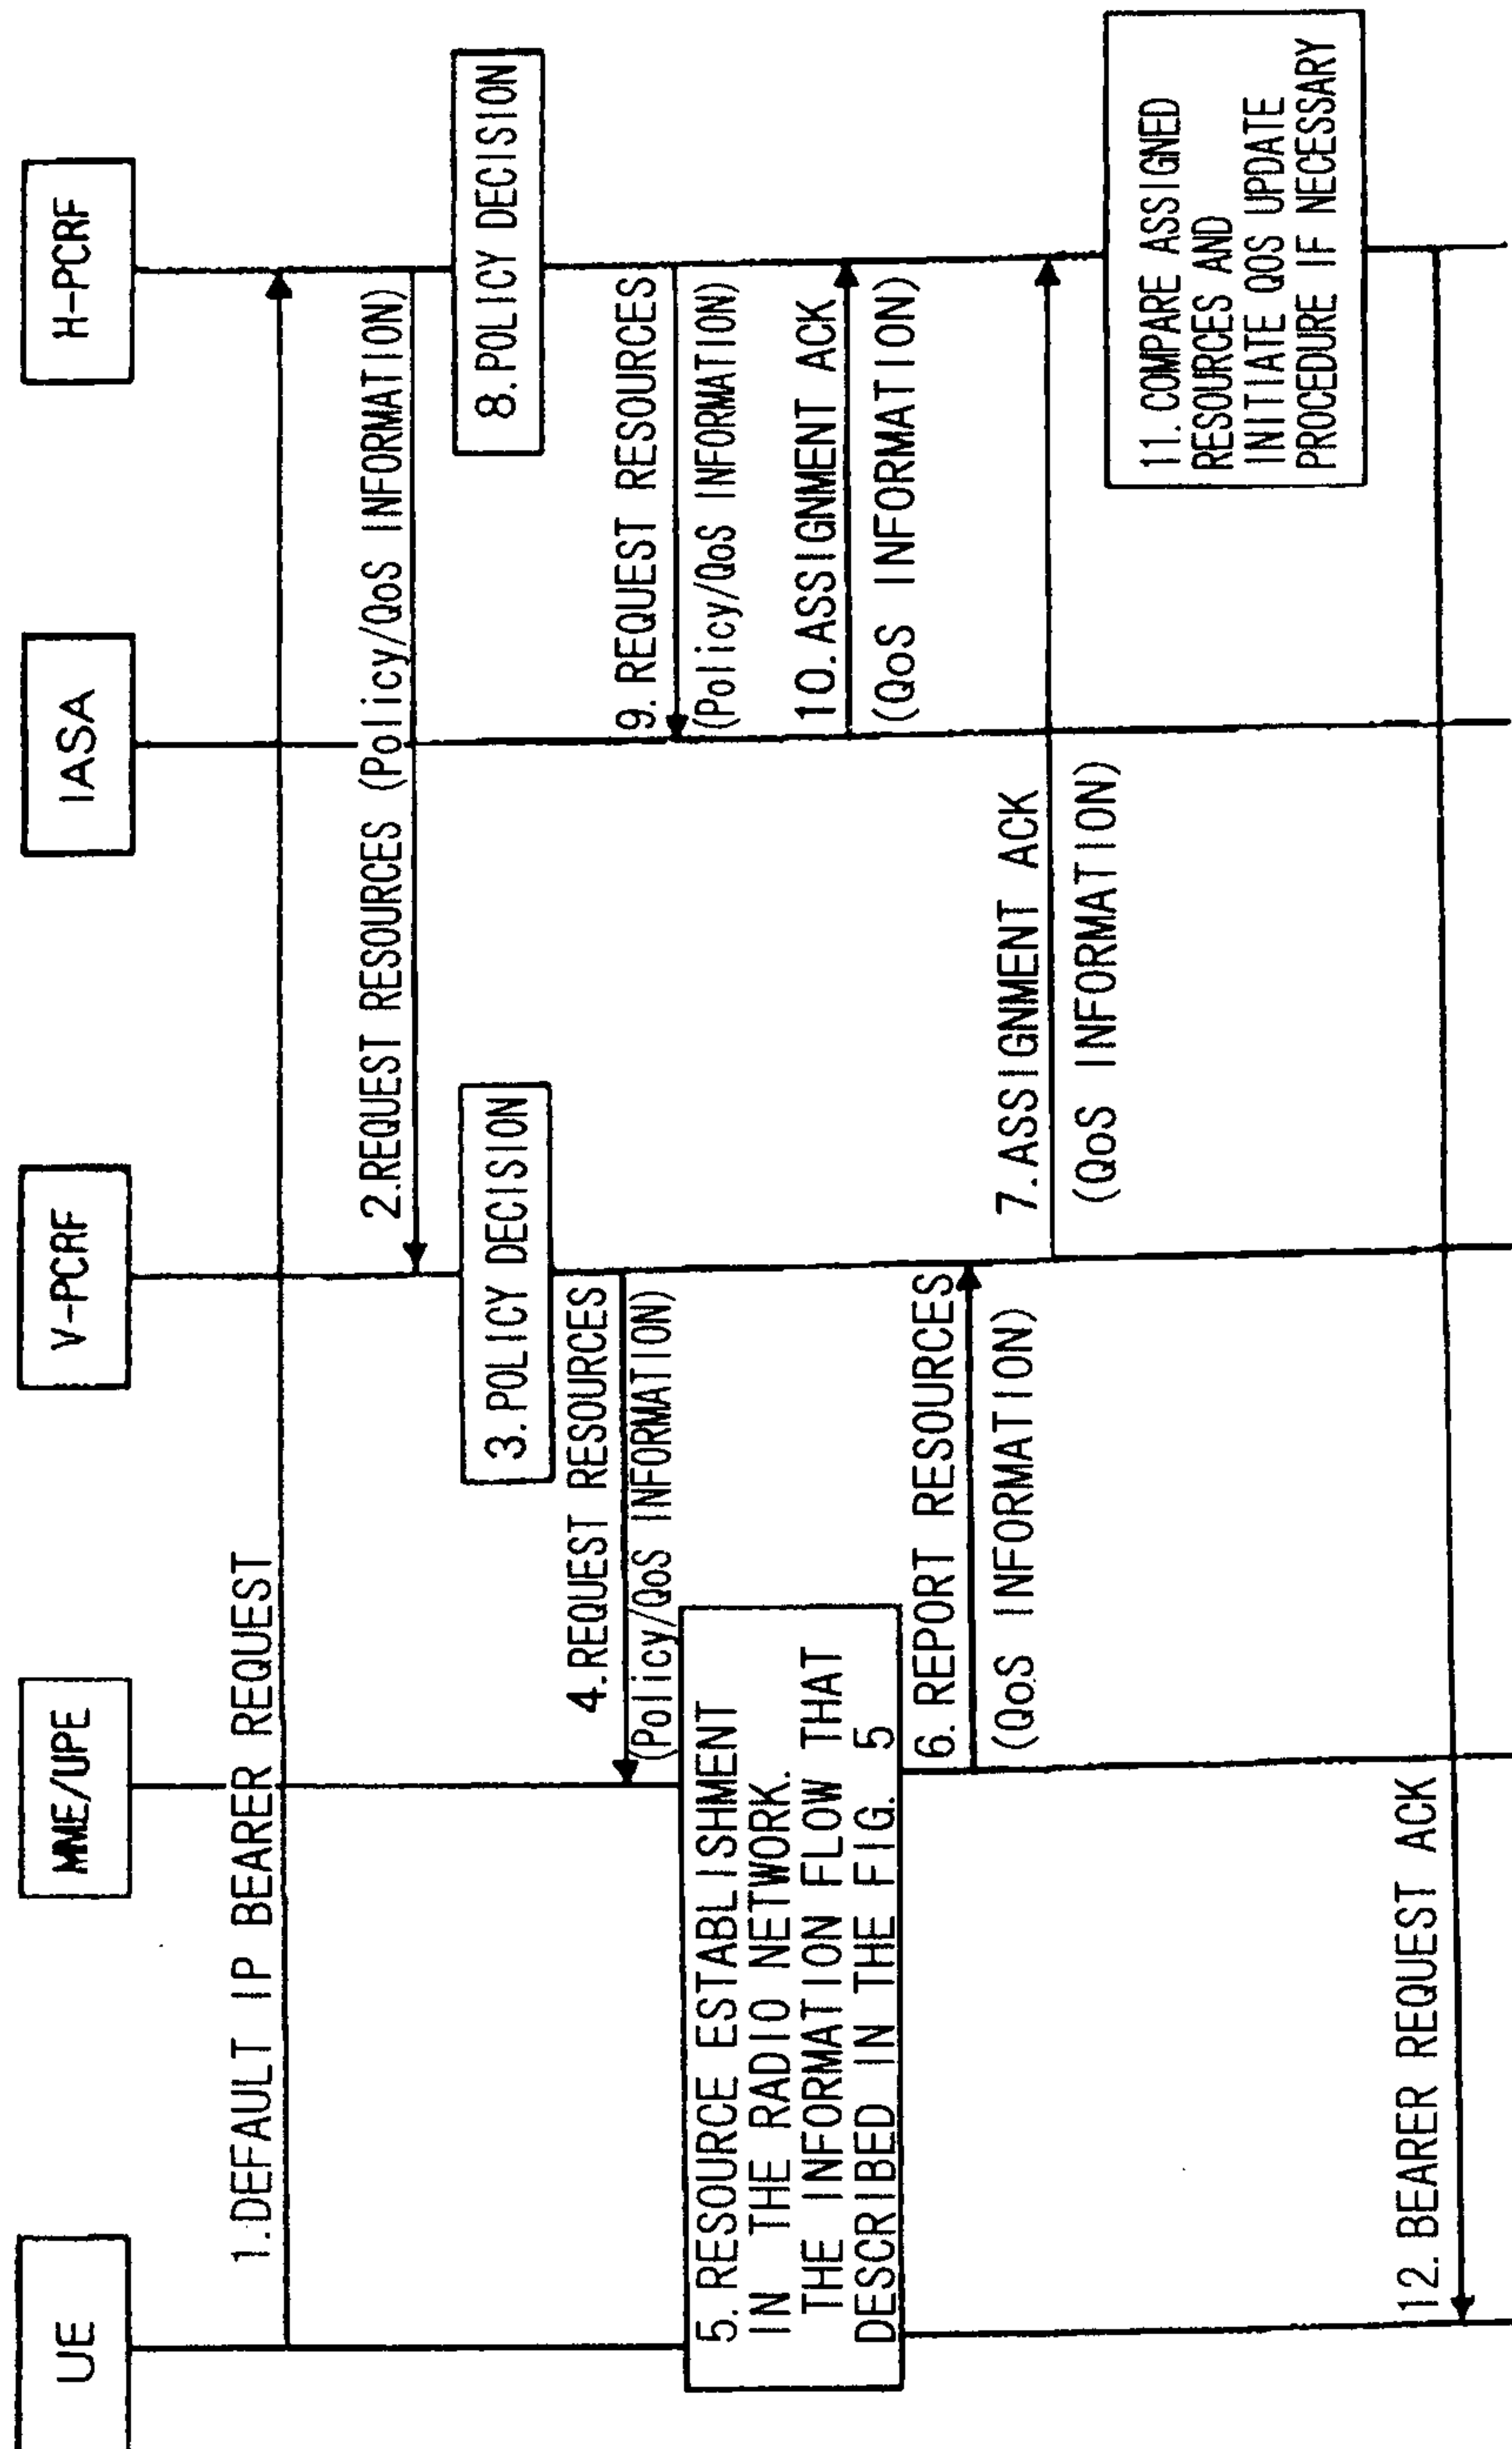 UE
MME/UPE
V-PCRF
IASA
H-PCRF
1.DEFAULT IP BEARER REQUEST
2.REQUEST RESOURCES (Policy/QoS INFORMATION)
3.POLICY DECISION
8.POLICY DECISION
4.REQUEST RESOURCES
(Policy/QoS INFORMATION)
9.REQUEST RESOURCES
(Policy/QoS INFORMATION)
5.RESOURCE ESTABLISHMENT
IN THE RADIO NETWORK.
THE INFORMATION FLOW THAT
DESCRIBED IN THE FIG. 5
10.ASSIGNMENT ACK
(QoS INFORMATION)
6.REPORT RESOURCES
(QoS INFORMATION)
7.ASSIGNMENT ACK
(QoS INFORMATION)
11.COMPARE ASSIGNED
RESOURCES AND
INITIATE QOS UPDATE
PROCEDURE IF NECESSARY
12.BEARER REQUEST ACK